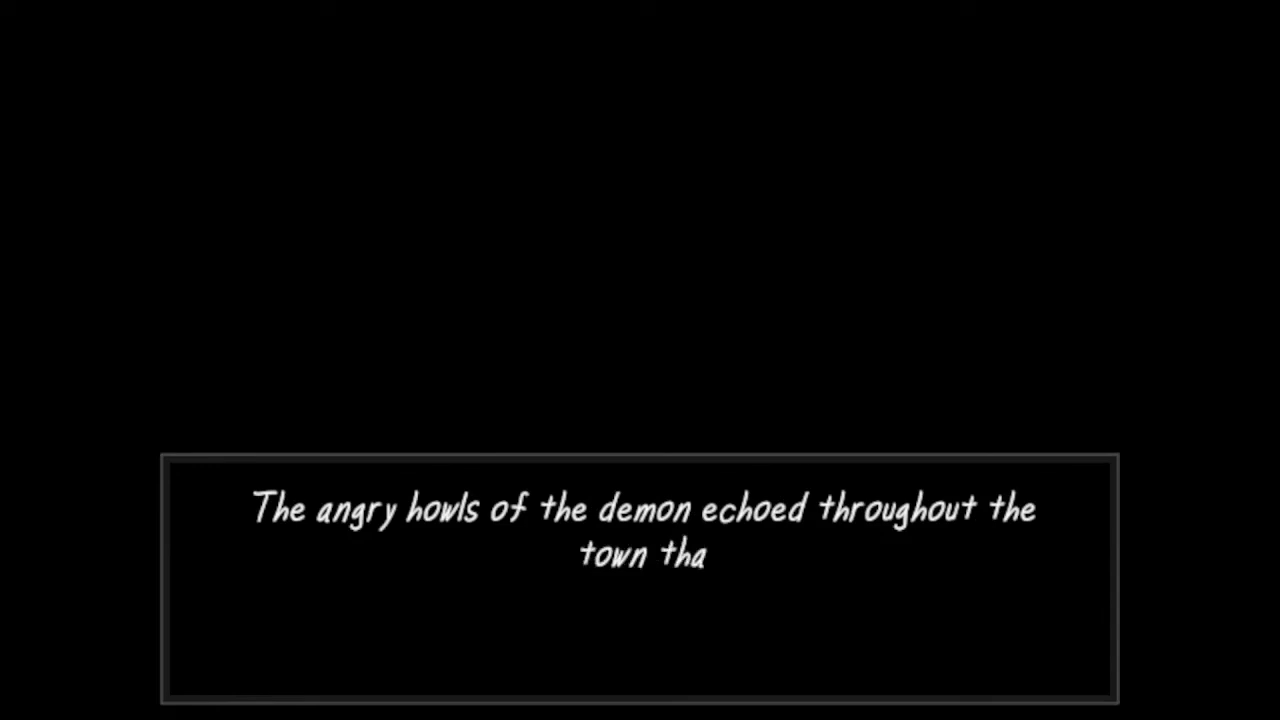 The angry howls of the demon echoed throughout the
town tha